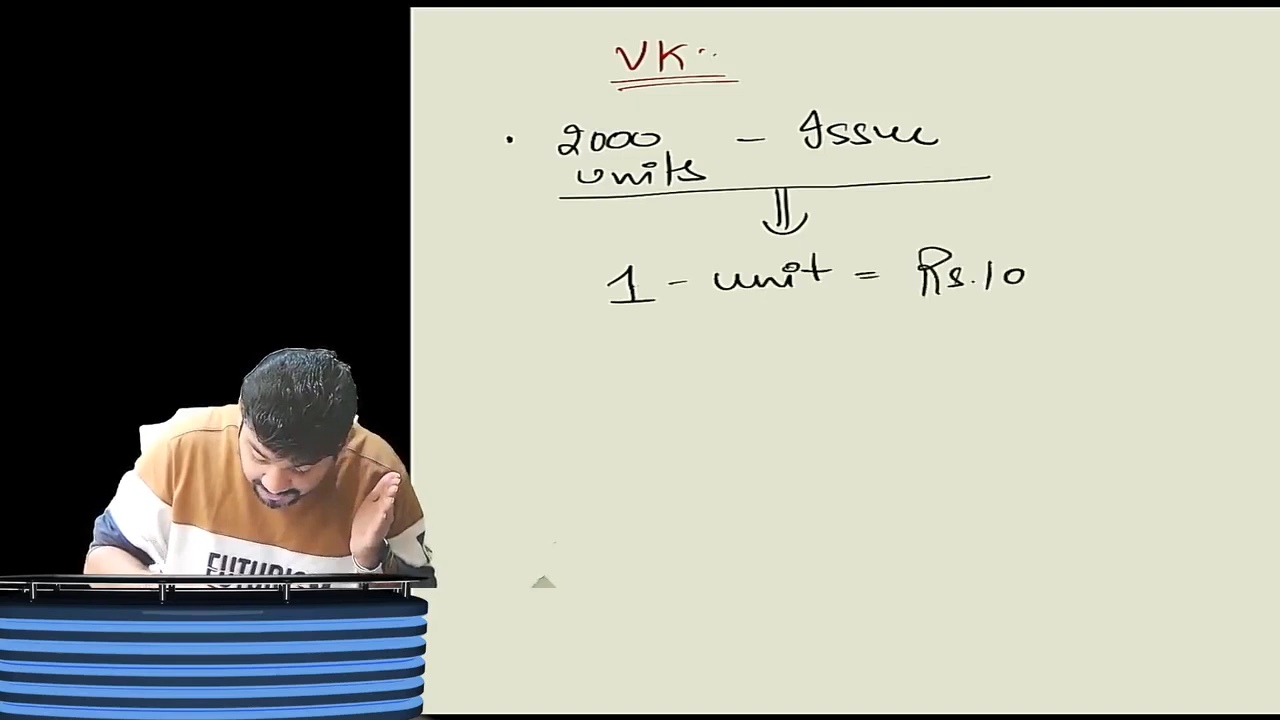 VK:
• 2000 units - Issue
1 - unit = Rs.10